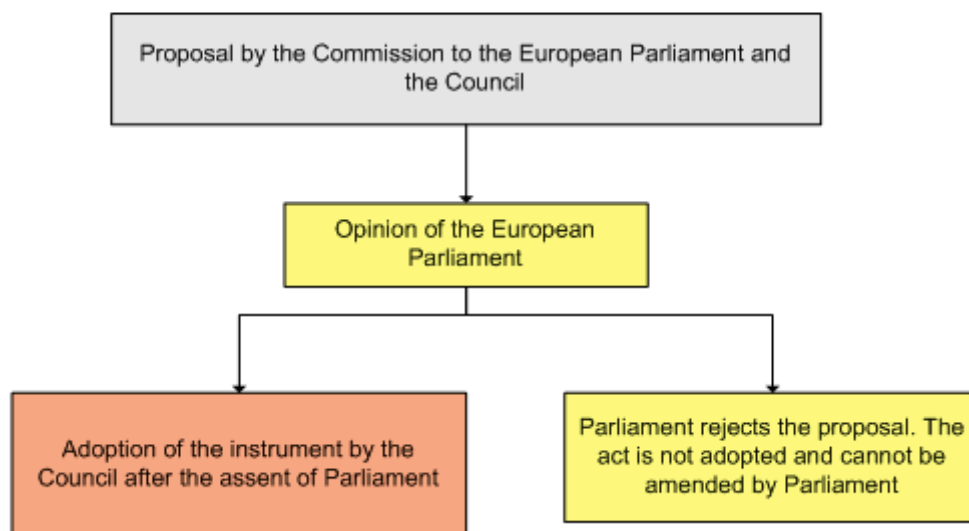 Proposal by the Commission to the European Parliament and
the Council
Opinion of the European
Parliament
Adoption of the instrument by the
Council after the assent of Parliament
Parliament rejects the proposal. The
act is not adopted and cannot be
amended by Parliament